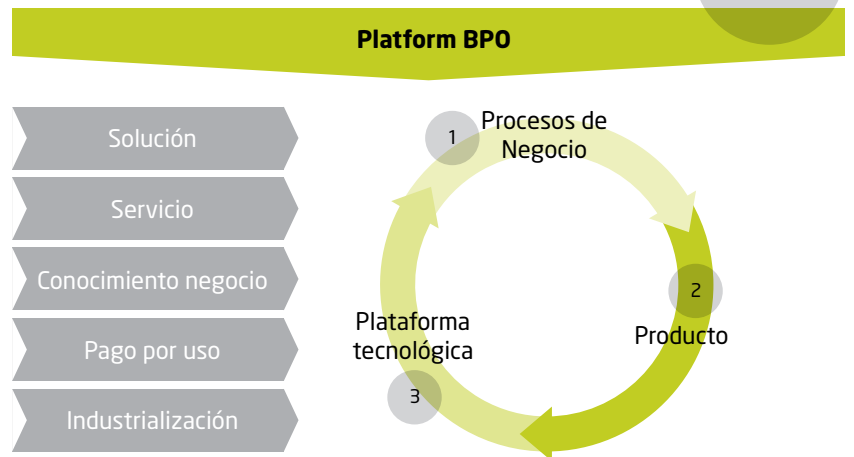 Platform BPO
Solución
Servicio
Conocimiento negocio
Pago por uso
Industrialización
1
Procesos de
Negocio
2
Producto
Plataforma
tecnológica
3